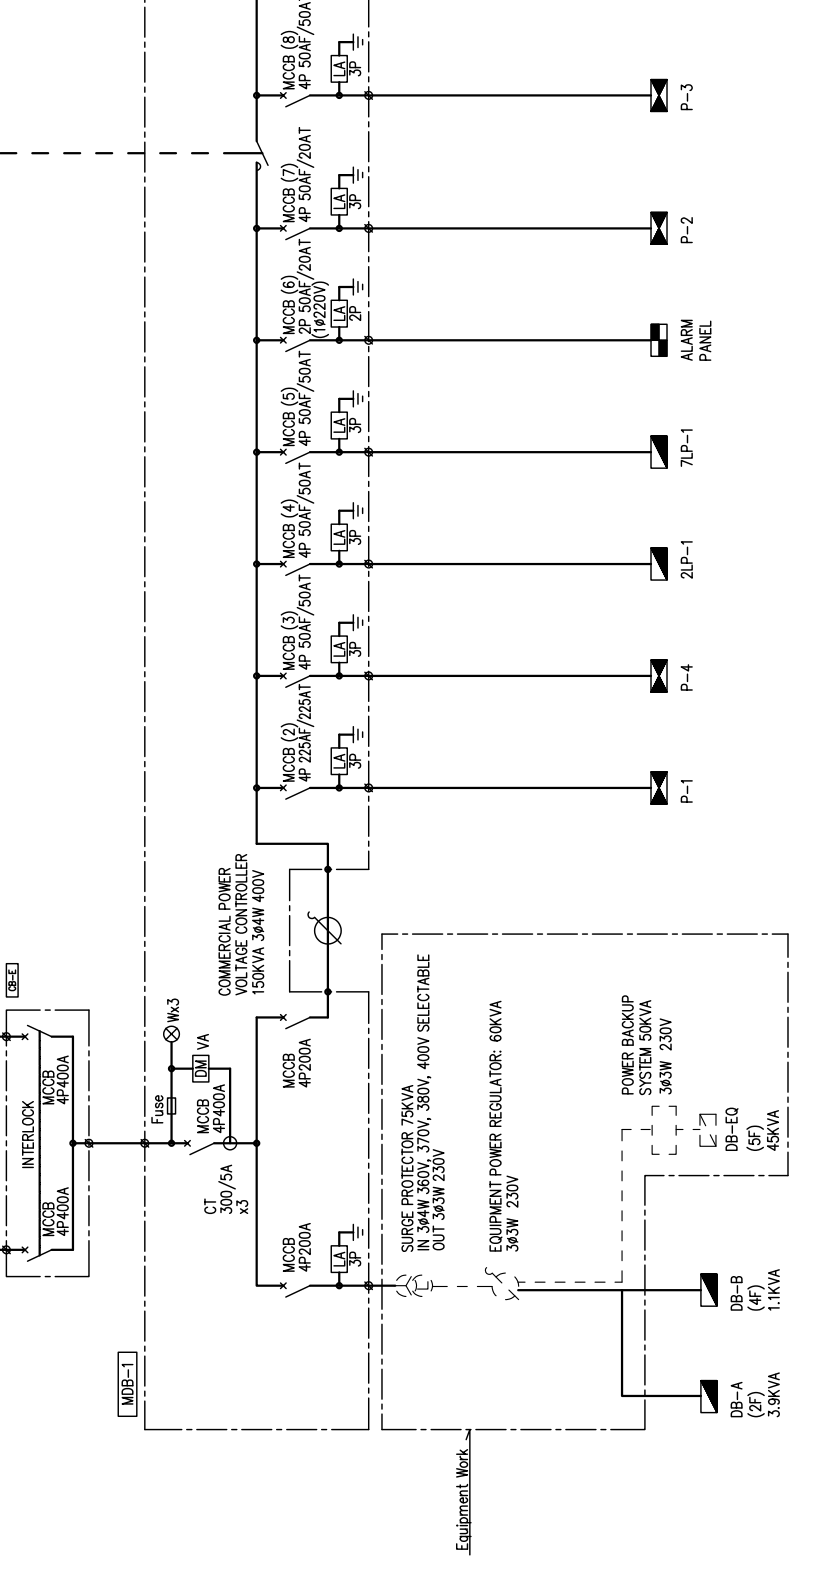 CB-E
INTERLOCK
MCCB
4P400A
MCCB
4P400A
MDB-1
Fuse
Wx3
DM
VA
MCCB
4P400A
CT
300/5A
x3
MCCB
4P200A
LA
3P
MCCB
4P200A
COMMERCIAL POWER
VOLTAGE CONTROLLER
150KVA 3ø4W 400V
MCCB (2)
4P 225AF/225AT
LA
3P
P-1
MCCB (3)
4P 50AF/50AT
LA
3P
P-4
MCCB (4)
4P 50AF/50AT
LA
3P
2LP-1
MCCB (5)
4P 50AF/50AT
LA
3P
7LP-1
MCCB (6)
2P 50AF/20AT
(1ø220V)
LA
2P
ALARM
PANEL
MCCB (7)
4P 50AF/20AT
LA
3P
P-2
MCCB (8)
4P 50AF/50AT
LA
3P
P-3
SURGE PROTECTOR 75KVA
IN 3ø4W 360V, 370V, 380V, 400V SELECTABLE
OUT 3ø3W 230V
EQUIPMENT POWER REGULATOR: 60KVA
3ø3W 230V
POWER BACKUP
SYSTEM 50KVA
3ø3W 230V
DB-EQ
(5F)
45KVA
DB-B
(4F)
1.1KVA
DB-A
(2F)
3.9KVA
Equipment Work